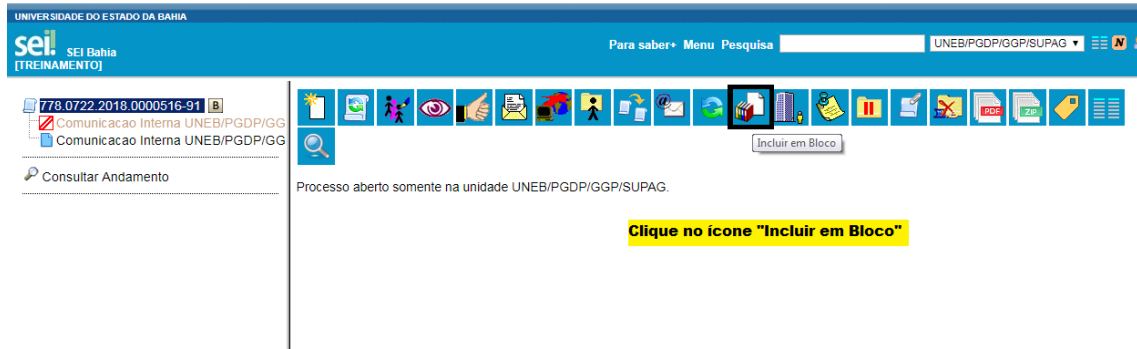 UNIVERSIDADE DO ESTADO DA BAHIA
sei! SEI Bahia
[TREINAMENTO]
Para saber+ Menu Pesquisa
UNEB/PGDP/GGP/SUPAG
N
778.0722.2018.0000516-91 B
Comunicacao Interna UNEB/PGDP/GG
Comunicacao Interna UNEB/PGDP/GG
Consultar Andamento
PDF
ZIP
Incluir em Bloco
Processo aberto somente na unidade UNEB/PGDP/GGP/SUPAG.
Clique no ícone "Incluir em Bloco"